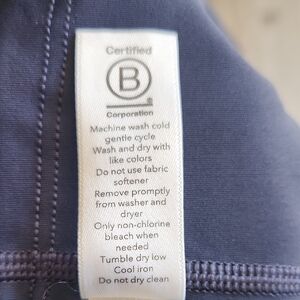 Certified
B
Corporation
Machine wash cold
gentle cycle
Wash and dry with
like colors
Do not use fabric
softener
Remove promptly
from washer and
dryer
Only non-chlorine
bleach when
needed
Tumble dry low
Cool iron
Do not dry clean